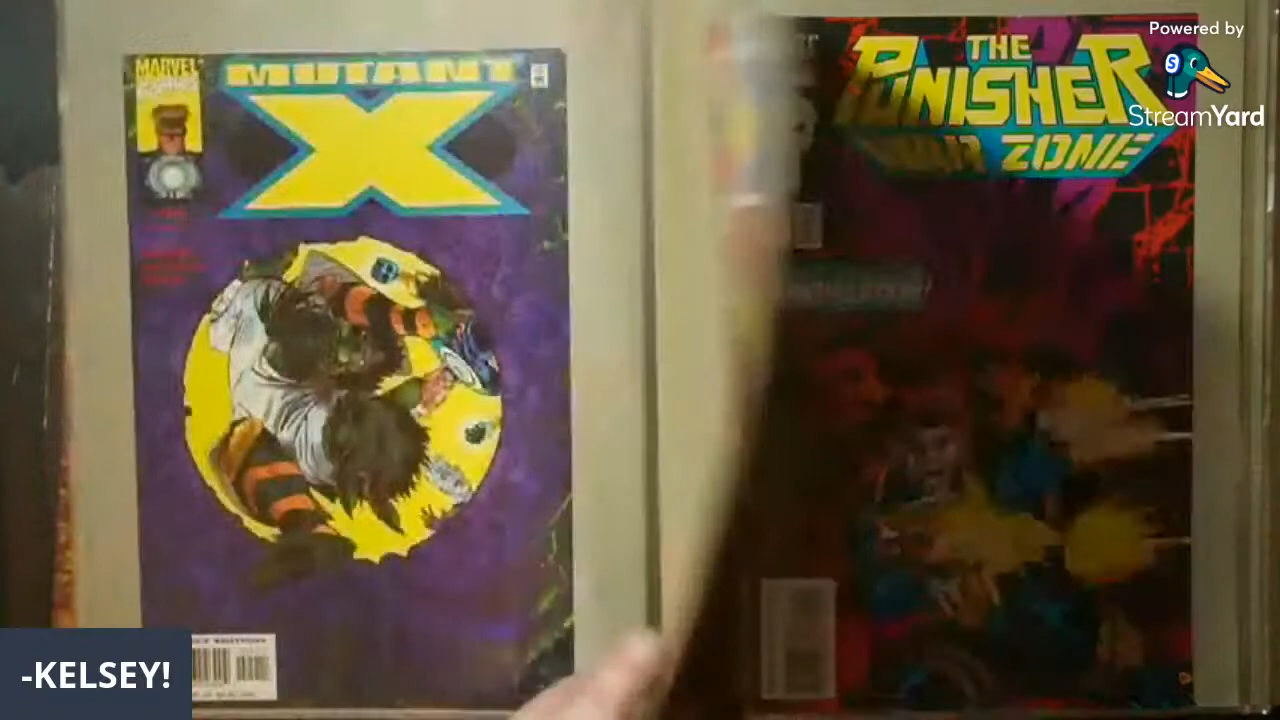 MARVEL
COMICS
MUTANT
X
THE
PUNISHER
WAR ZONE
Powered by
StreamYard
-KELSEY!